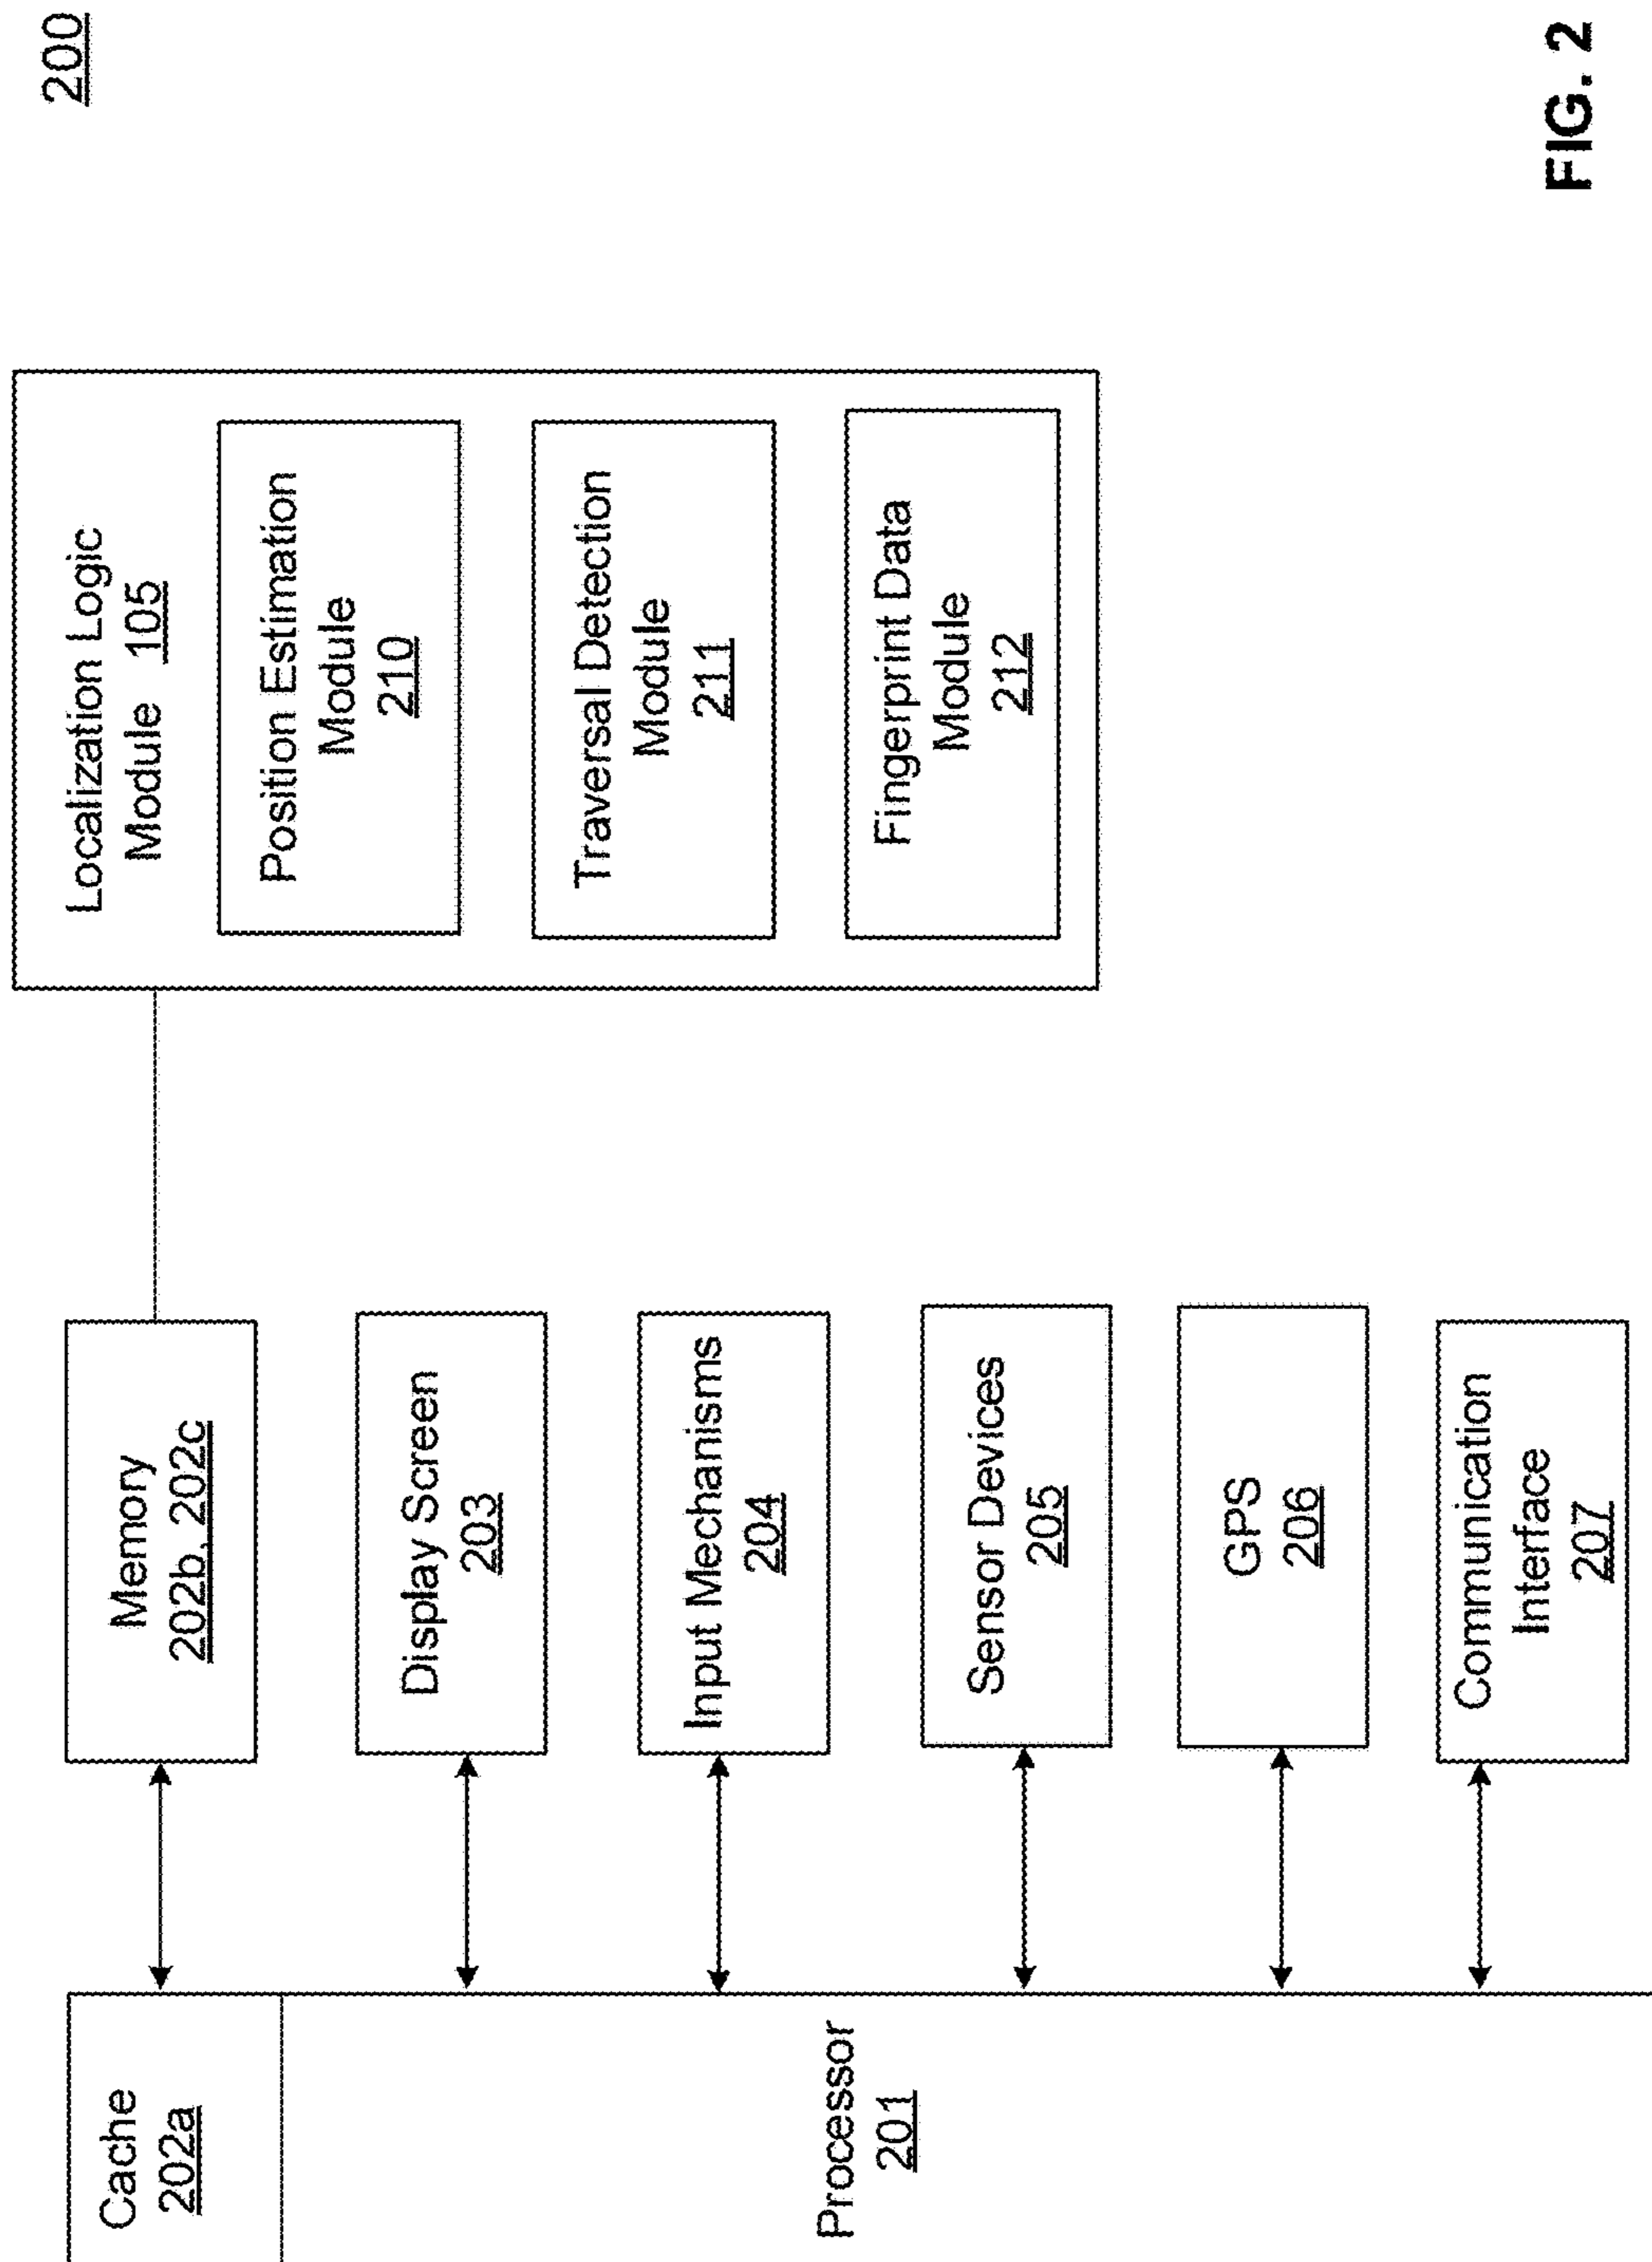 200
Cache
202a
Processor
201
Memory
202b, 202c
Display Screen
203
Input Mechanisms
204
Sensor Devices
205
GPS
206
Communication
Interface
207
Localization Logic
Module 105
Position Estimation
Module
210
Traversal Detection
Module
211
Fingerprint Data
Module
212
FIG. 2